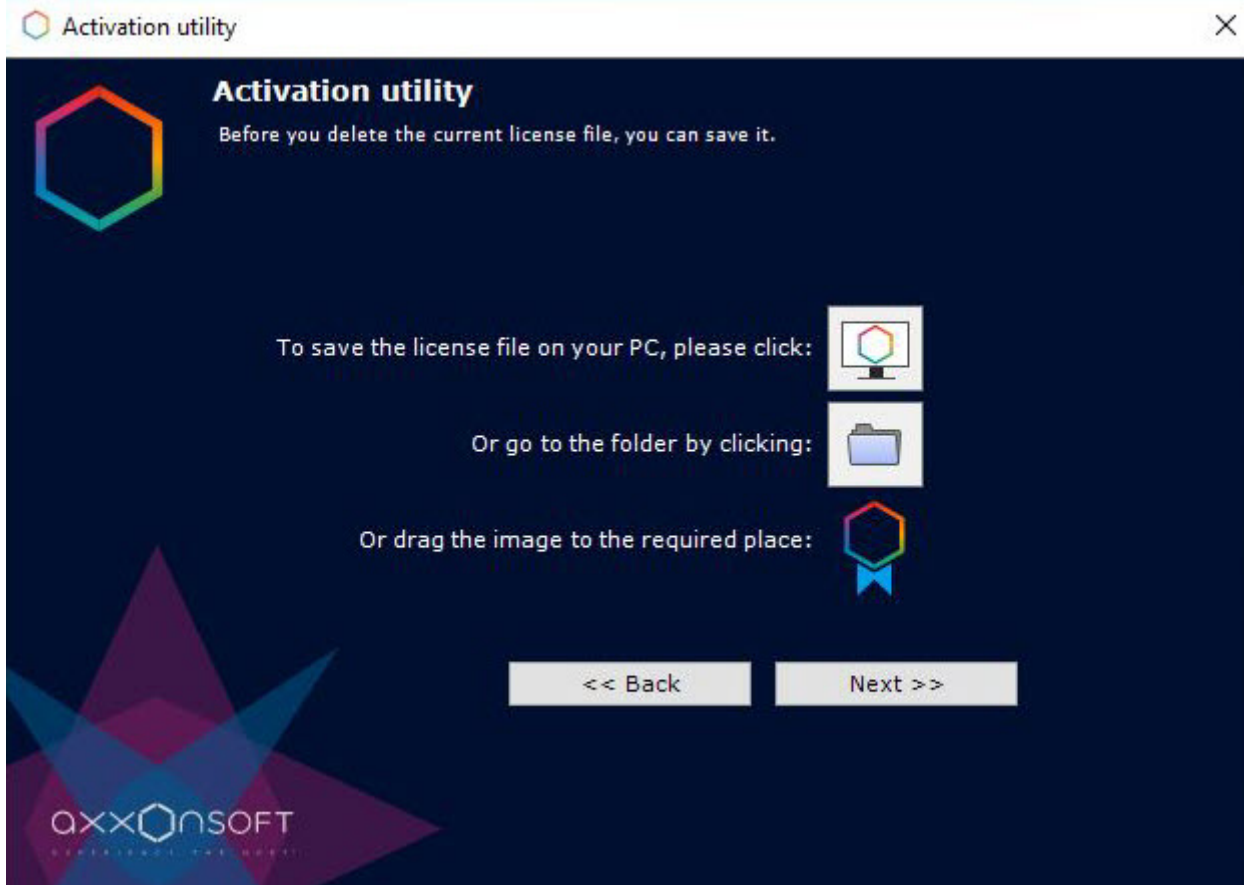 Activation utility
Activation utility
Before you delete the current license file, you can save it.
To save the license file on your PC, please click:
Or go to the folder by clicking:
Or drag the image to the required place:
<< Back
Next >>
axxonsoft